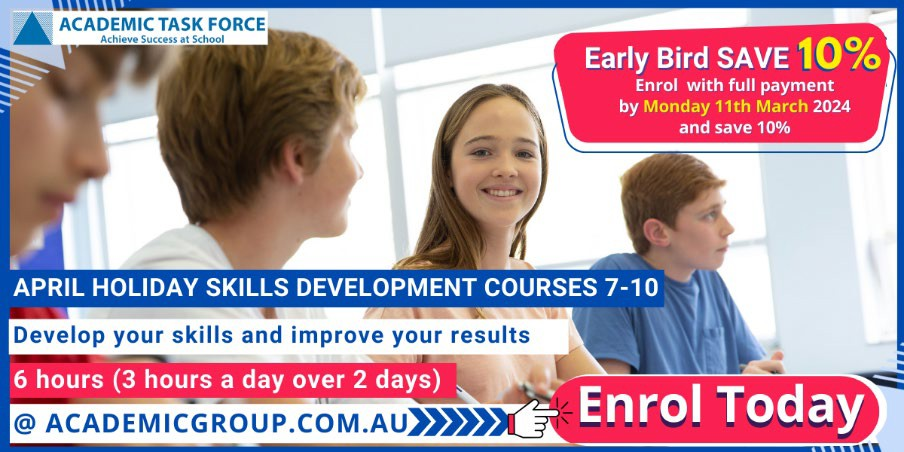 ACADEMIC TASK FORCE
Achieve Success at School
Early Bird SAVE 10%
Enrol with full payment
by Monday 11th March 2024
and save 10%
APRIL HOLIDAY SKILLS DEVELOPMENT COURSES 7-10
Develop your skills and improve your results
6 hours (3 hours a day over 2 days)
@ ACADEMICGROUP.COM.AU
Enrol Today